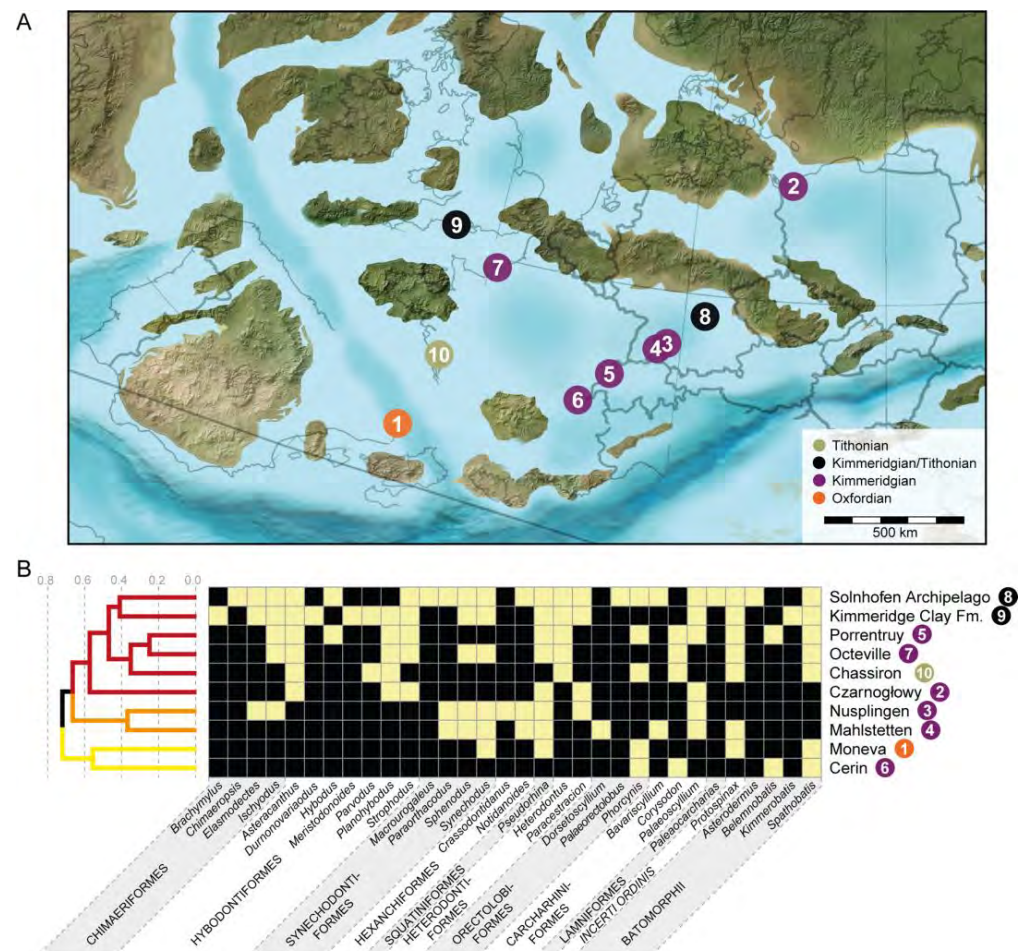 A
1
2
3
4
5
6
7
8
9
10
Tithonian
Kimmeridgian/Tithonian
Kimmeridgian
Oxfordian
500 km
B
0.8 0.6 0.4 0.2 0.0
Solnhofen Archipelago 8
Kimmeridge Clay Fm. 9
Porrentruy 5
Octeville 7
Chassiron 10
Czarnogłowy 2
Nusplingen 3
Mahlstetten 4
Moneva 1
Cerin 6
Brachymylus
Chimaeropsis
Elasmodectes
Ischyodus
Asteracanthus
Durnonovariaodus
Hybodus
Meristodonoides
Parvodus
Planohybodus
Strophodus
Macrourogaleus
Paraorthacodus
Sphenodus
Synechodus
Crassodontidanus
Notidanoides
Pseudorhina
Heterodontus
Paracestracion
Dorsetoscyllium
Palaeorectolobus
Phorcynis
Bavariscyllium
Corysodon
Palaeoscyllium
Palaeocarcharias
Protospinax
Asterodermus
Belemnobatis
Kimmerobatis
Spathobatis
CHIMAERIFORMES
HYBODONTIFORMES
SYNECHODONTI-
FORMES
HEXANCHIFORMES
SQUATINIFORMES
HETERODONTI-
FORMES
ORECTOLOBI-
FORMES
CARCHARHINI-
FORMES
LAMNIFORMES
INCERTI ORDINIS
BATOMORPHII